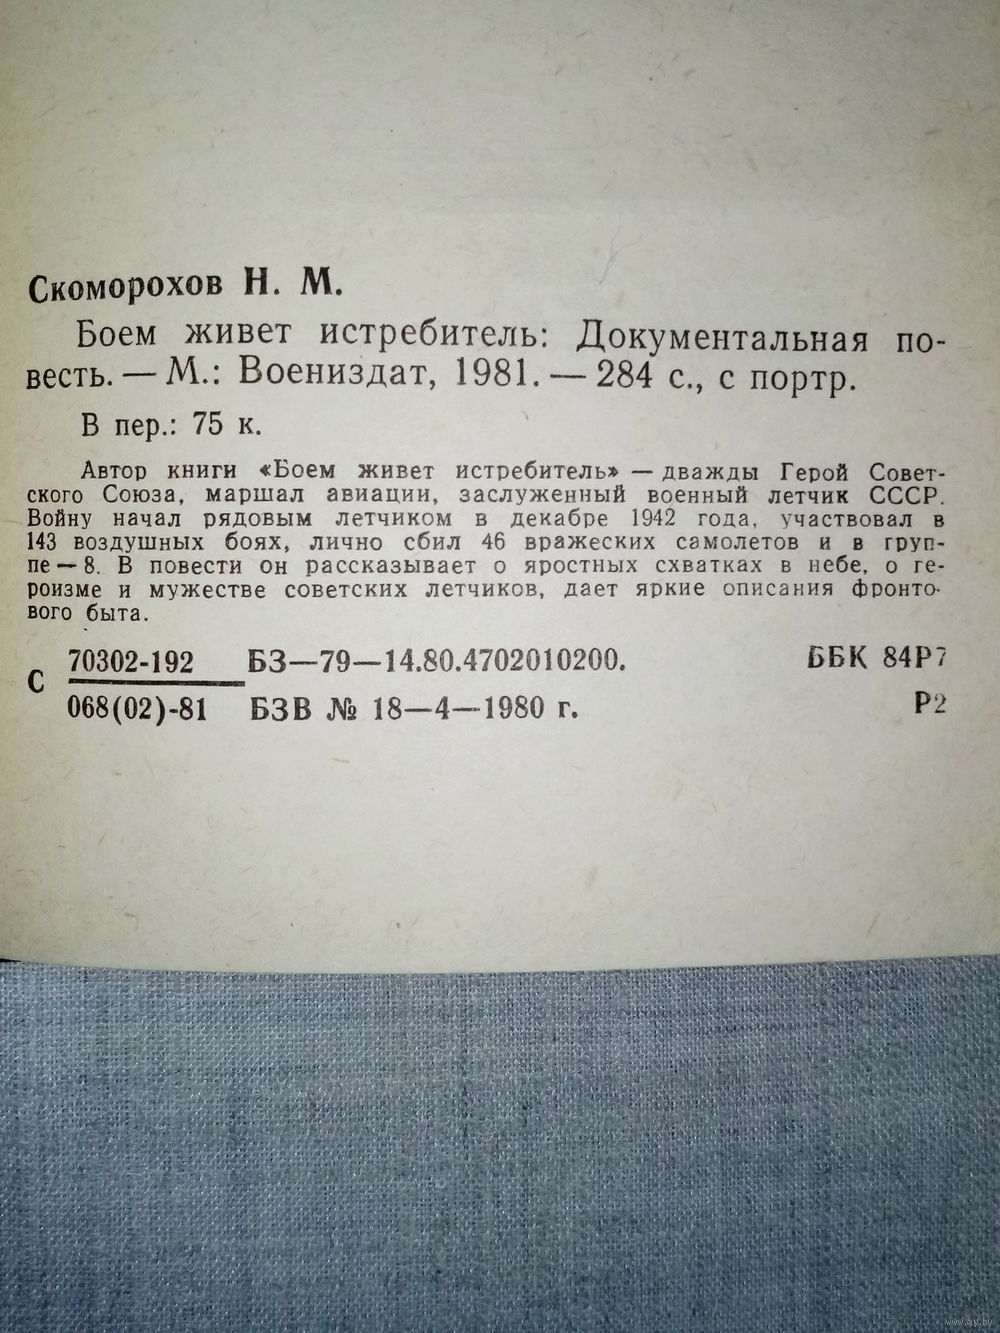 Скоморохов Н. М.
Боем живет истребитель: Документальная по-
весть. — М.: Воениздат, 1981. — 284 с., с портр.
В пер.: 75 к.
Автор книги «Боем живет истребитель» — дважды Герой Совет-
ского Союза, маршал авиации, заслуженный военный летчик СССР.
Войну начал рядовым летчиком в декабре 1942 года, участвовал в
143 воздушных боях, лично сбил 46 вражеских самолетов и в груп-
пе — 8. В повести он рассказывает о яростных схватках в небе, о ге-
роизме и мужестве советских летчиков, дает яркие описания фронто-
вого быта.
С 70302-192 БЗ—79—14.80.4702010200. ББК 84Р7
068(02)-81 БЗВ № 18—4—1980 г. Р2
www.ay.by